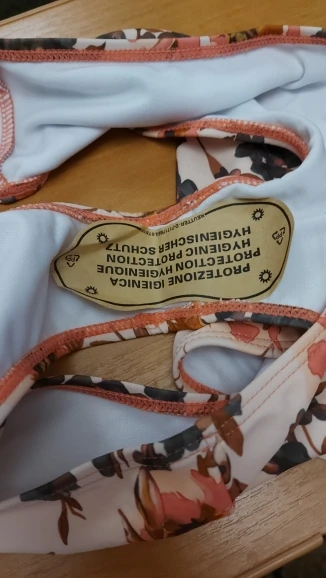 PROTEZIONE IGIENICA
PROTECTION HYGIENIQUE
HYGIENIC PROTECTION
HYGIENISCHER SCHUTZ